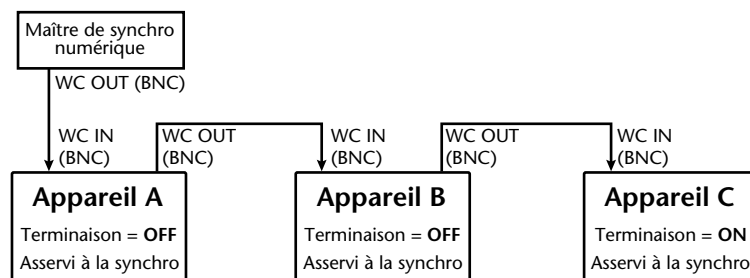 Maître de synchro
numérique
WC OUT (BNC)
WC IN
(BNC)
WC OUT
(BNC)
WC IN
(BNC)
WC OUT
(BNC)
WC IN
(BNC)
Appareil A
Terminaison = OFF
Asservi à la synchro
Appareil B
Terminaison = OFF
Asservi à la synchro
Appareil C
Terminaison = ON
Asservi à la synchro